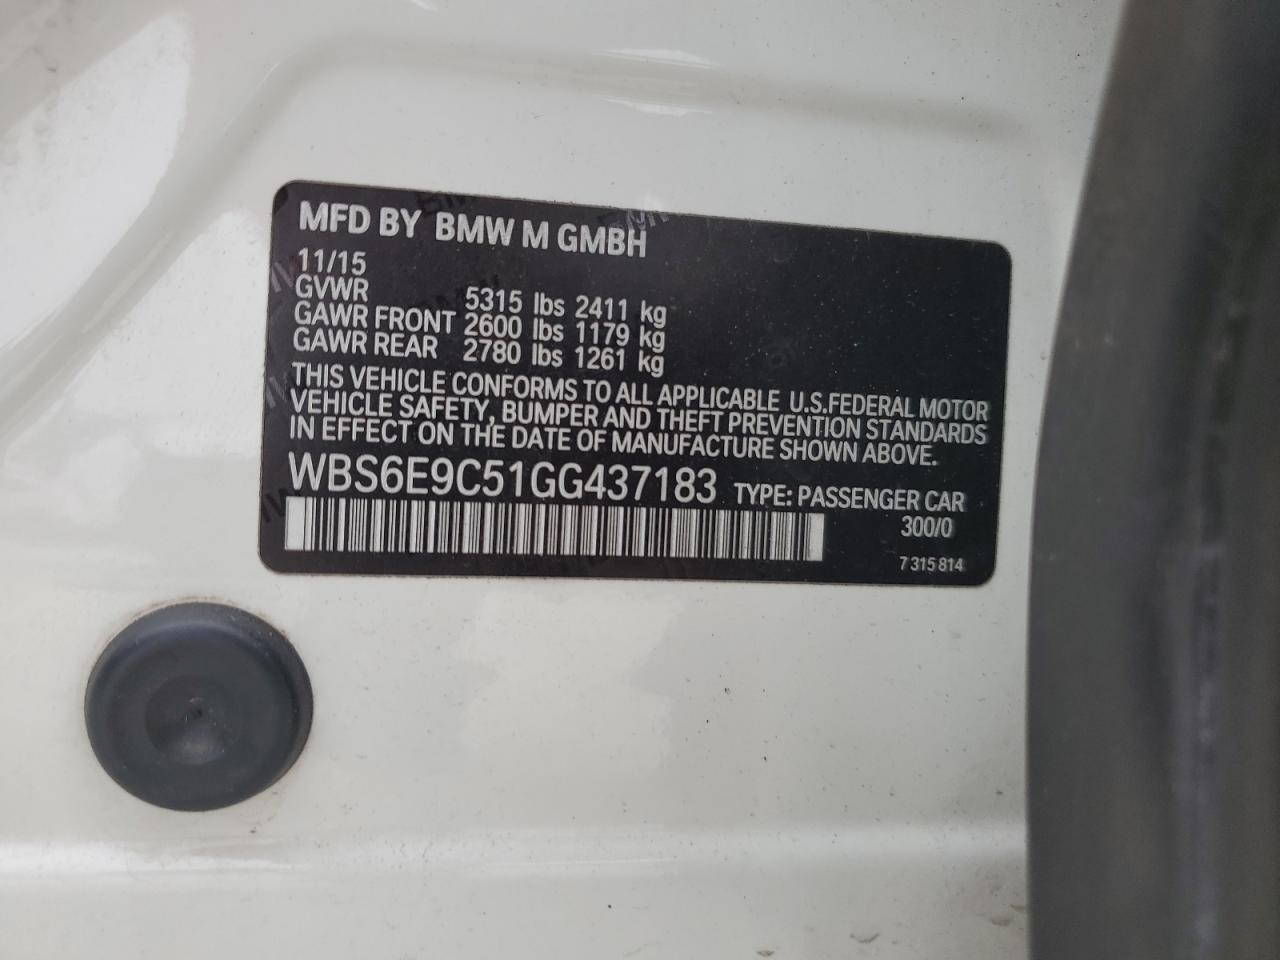 MFD BY BMW M GMBH
11/15
GVWR 5315 lbs 2411 kg
GAWR FRONT 2600 lbs 1179 kg
GAWR REAR 2780 lbs 1261 kg
THIS VEHICLE CONFORMS TO ALL APPLICABLE U.S.FEDERAL MOTOR
VEHICLE SAFETY, BUMPER AND THEFT PREVENTION STANDARDS
IN EFFECT ON THE DATE OF MANUFACTURE SHOWN ABOVE.
WBS6E9C51GG437183 TYPE: PASSENGER CAR
300/0
7 315 814